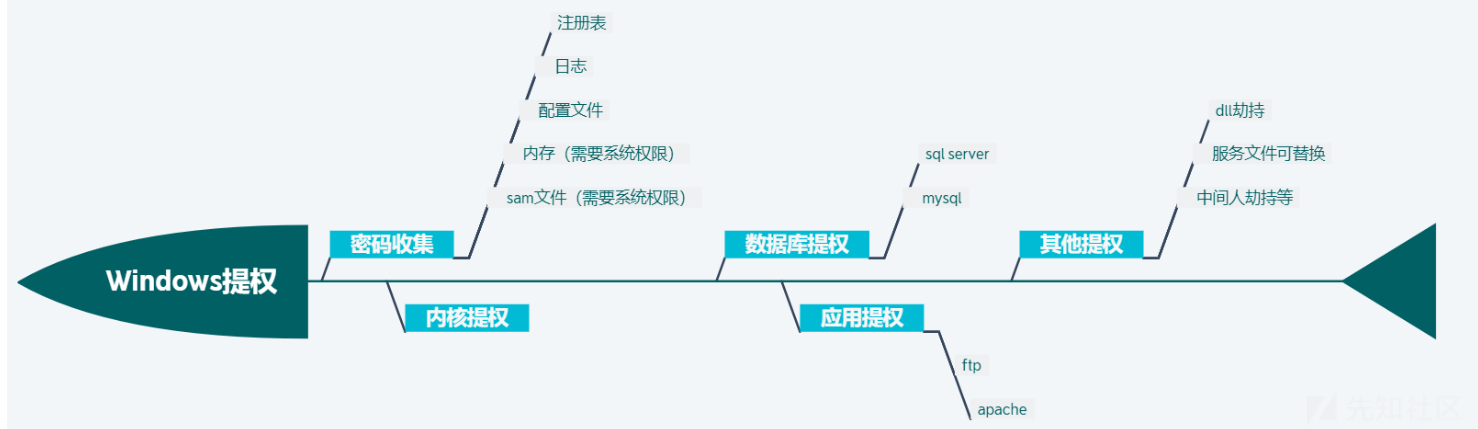 注册表
日志
配置文件
内存（需要系统权限）
sam文件（需要系统权限）
密码收集
sql server
mysql
数据库提权
dll劫持
服务文件可替换
中间人劫持等
其他提权
Windows提权
内核提权
应用提权
ftp
apache
先知社区